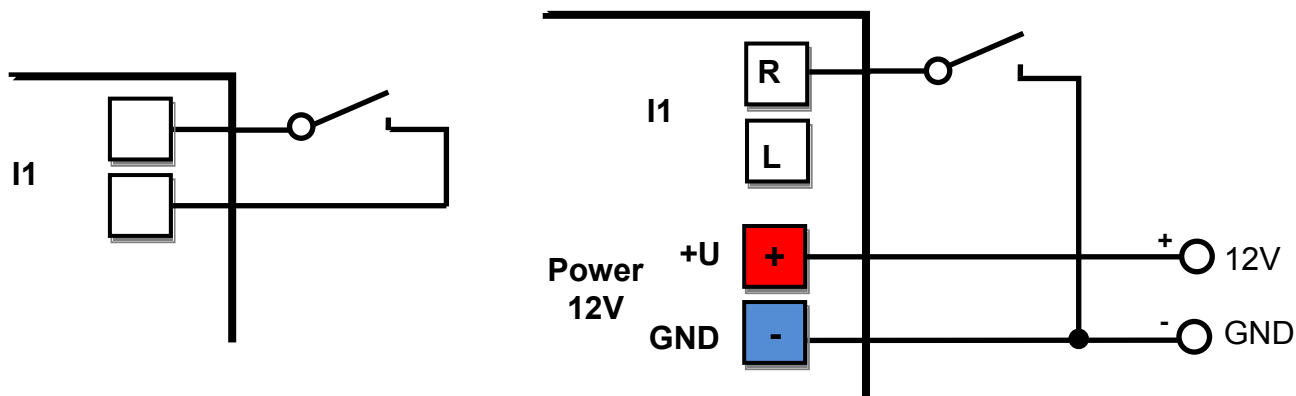 I1
I1
R
L
Power
12V
+U
+
GND
-
+
12V
-
GND